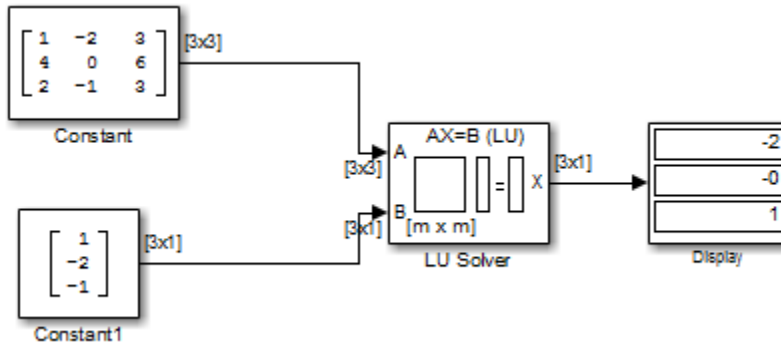 1 -2 3
4 0 6
2 -1 3
[3x3]
Constant
AX=B (LU)
A
[3x3]
B
[3x1]
=
X
[m x m]
LU Solver
[3x1]
-2
-0
1
Display
1
-2
-1
[3x1]
Constant1